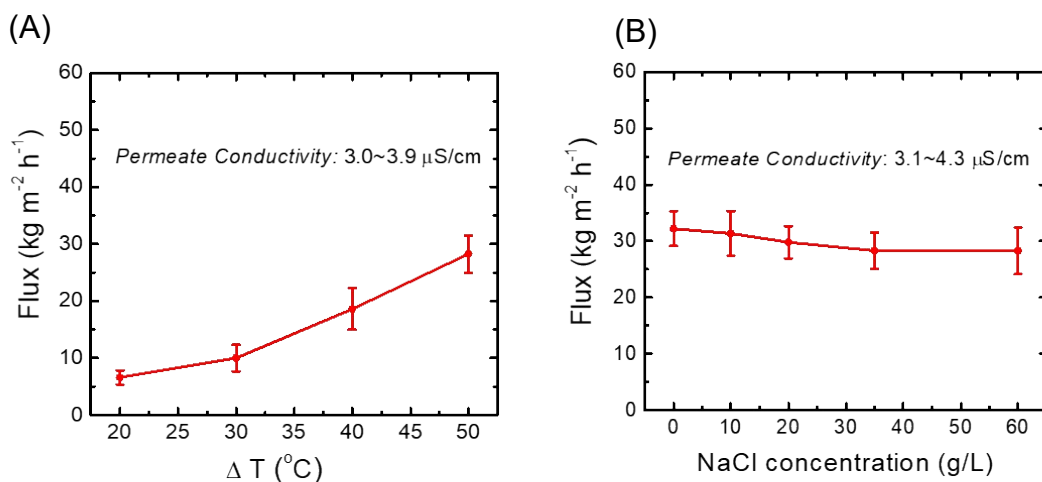 (A)
60
50
40
30
20
10
0
Flux (kg m⁻² h⁻¹)
Permeate Conductivity: 3.0~3.9 μS/cm
20 25 30 35 40 45 50
Δ T (°C)
(B)
60
50
40
30
20
10
0
Flux (kg m⁻² h⁻¹)
Permeate Conductivity: 3.1~4.3 μS/cm
0 10 20 30 40 50 60
NaCl concentration (g/L)